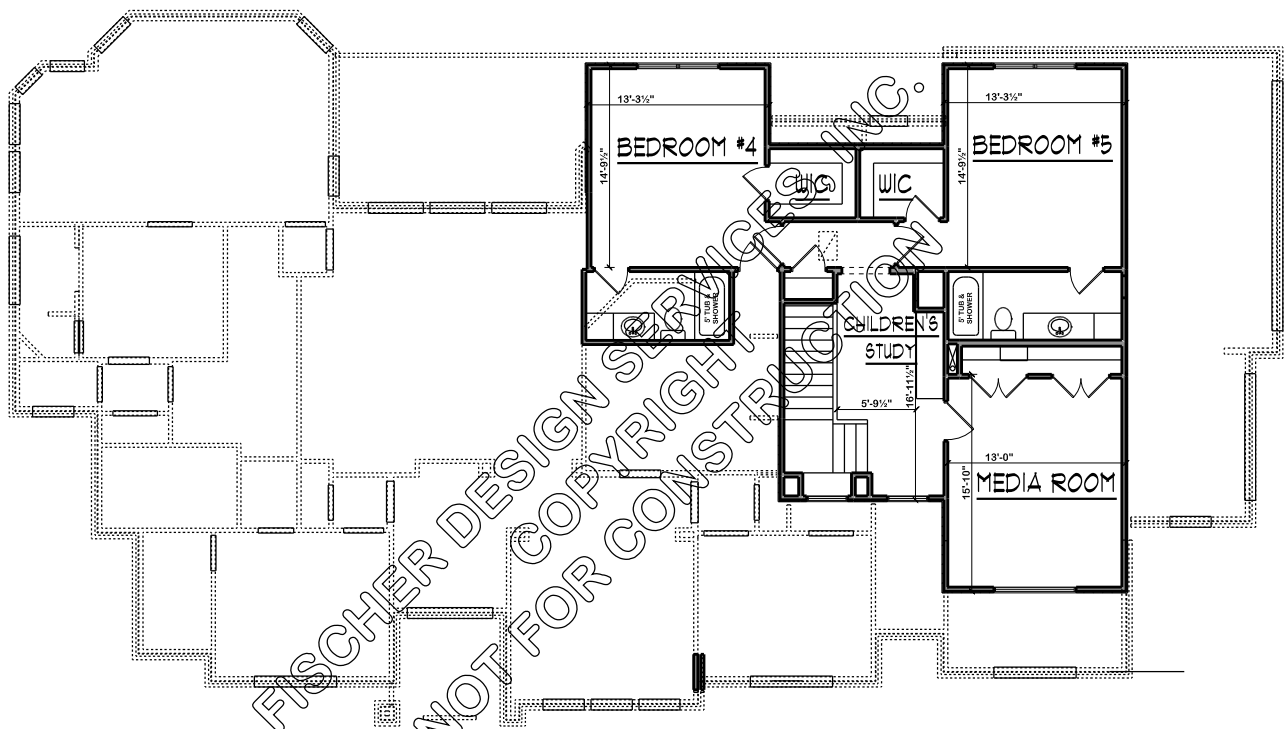 13'-3½"
BEDROOM #4
14'-9½"
WIC
WIC
13'-3½"
BEDROOM #5
14'-9½"
5' TUB &
SHOWER
5' TUB &
SHOWER
CHILDREN'S
STUDY
16'-11½"
5'-9½"
13'-0"
MEDIA ROOM
15'-10"
FISCHER DESIGN SERVICES INC.
COPYRIGHT
NOT FOR CONSTRUCTION